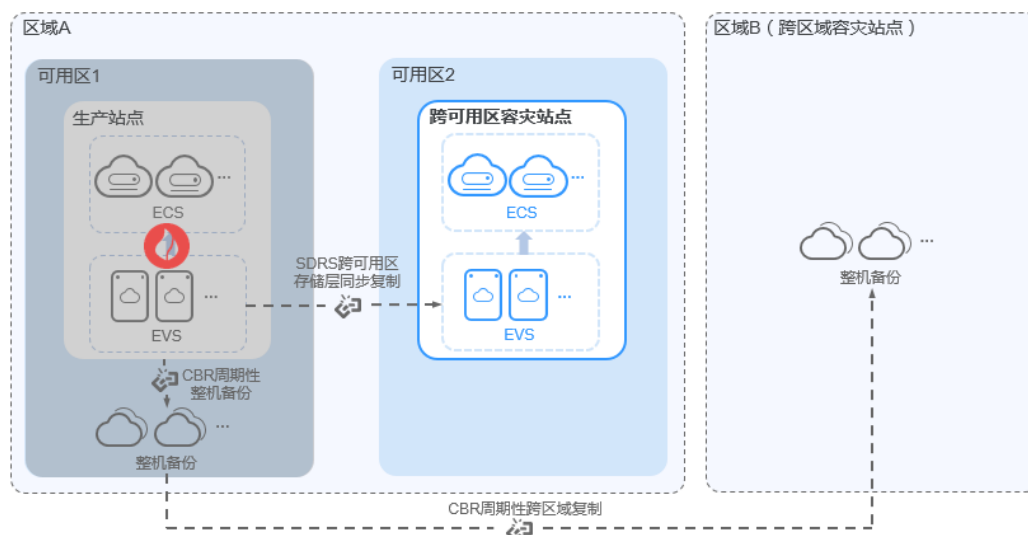 区域A
区域B（跨区域容灾站点）
可用区1
可用区2
生产站点
跨可用区容灾站点
...
...
ECS
ECS
...
整机备份
SDRS跨可用区
存储层同步复制
...
...
EVS
EVS
CBR周期性
整机备份
...
整机备份
CBR周期性跨区域复制